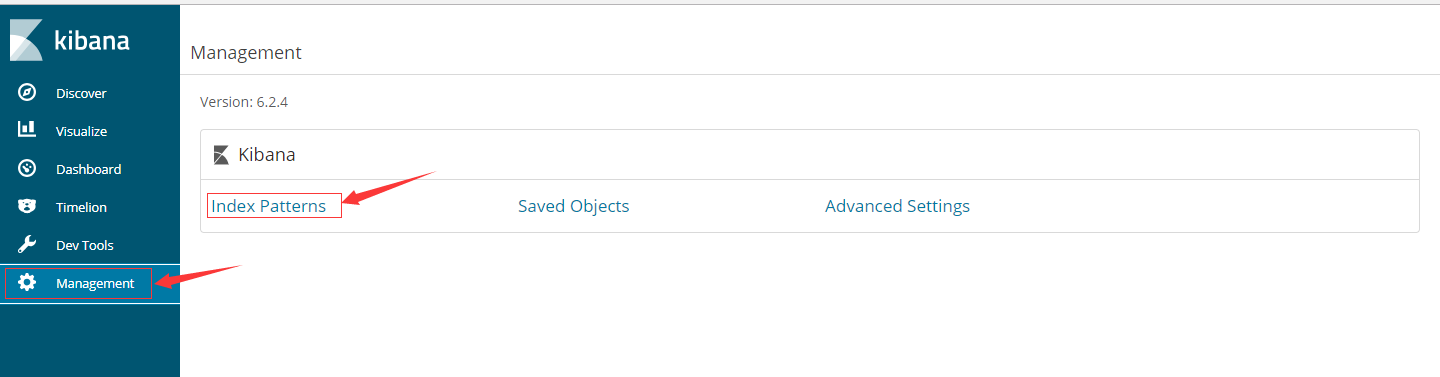 kibana
Discover
Visualize
Dashboard
Timelion
Dev Tools
Management
Management
Version: 6.2.4
Kibana
Index Patterns Saved Objects Advanced Settings